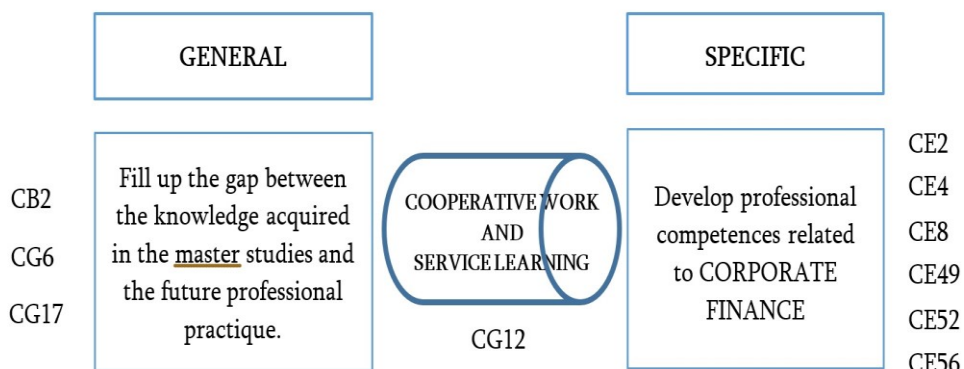 GENERAL
SPECIFIC
CB2
CG6
CG17
Fill up the gap between
the knowledge acquired
in the master studies and
the future professional
practique.
COOPERATIVE WORK
AND
SERVICE LEARNING
CG12
Develop professional
competences related
to CORPORATE
FINANCE
CE2
CE4
CE8
CE49
CE52
CE56